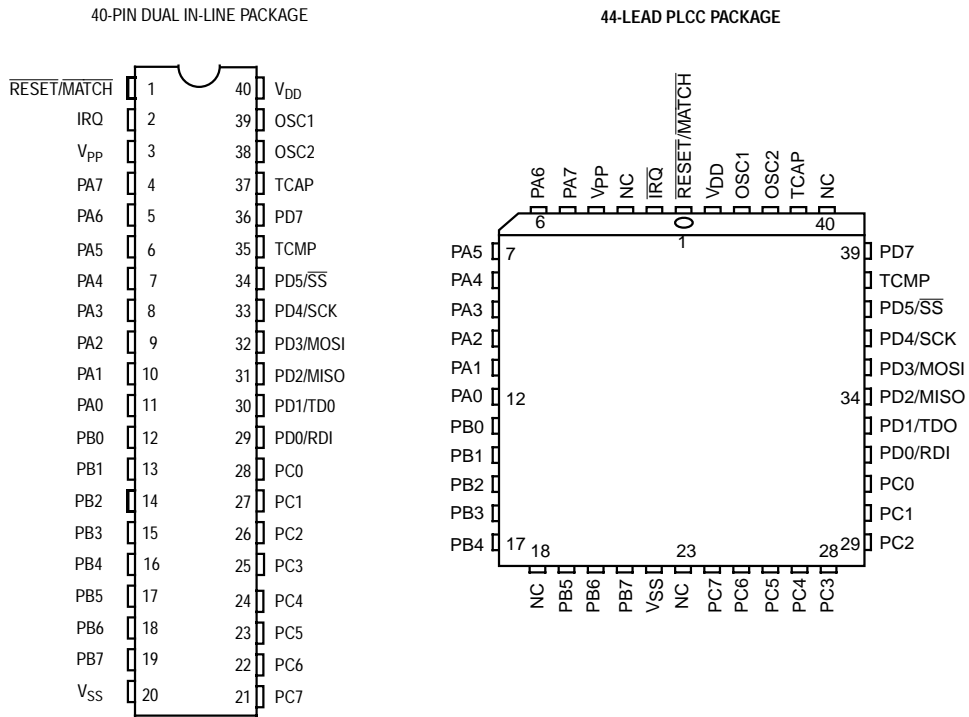 40-PIN DUAL IN-LINE PACKAGE
RESET/MATCH 1 40 VDD
IRQ 2 39 OSC1
VPP 3 38 OSC2
PA7 4 37 TCAP
PA6 5 36 PD7
PA5 6 35 TCMP
PA4 7 34 PD5/SS
PA3 8 33 PD4/SCK
PA2 9 32 PD3/MOSI
PA1 10 31 PD2/MISO
PA0 11 30 PD1/TD0
PB0 12 29 PD0/RDI
PB1 13 28 PC0
PB2 14 27 PC1
PB3 15 26 PC2
PB4 16 25 PC3
PB5 17 24 PC4
PB6 18 23 PC5
PB7 19 22 PC6
VSS 20 21 PC7
44-LEAD PLCC PACKAGE
PA6 PA7 VPP NC IRQ RESET/MATCH VDD OSC1 OSC2 TCAP NC
6 1 40
PA5 7 39 PD7
PA4 TCMP
PA3 PD5/SS
PA2 PD4/SCK
PA1 PD3/MOSI
PA0 12 34 PD2/MISO
PB0 PD1/TDO
PB1 PD0/RDI
PB2 PC0
PB3 PC1
PB4 17 29 PC2
18 23 28
NC PB5 PB6 PB7 VSS NC PC7 PC6 PC5 PC4 PC3